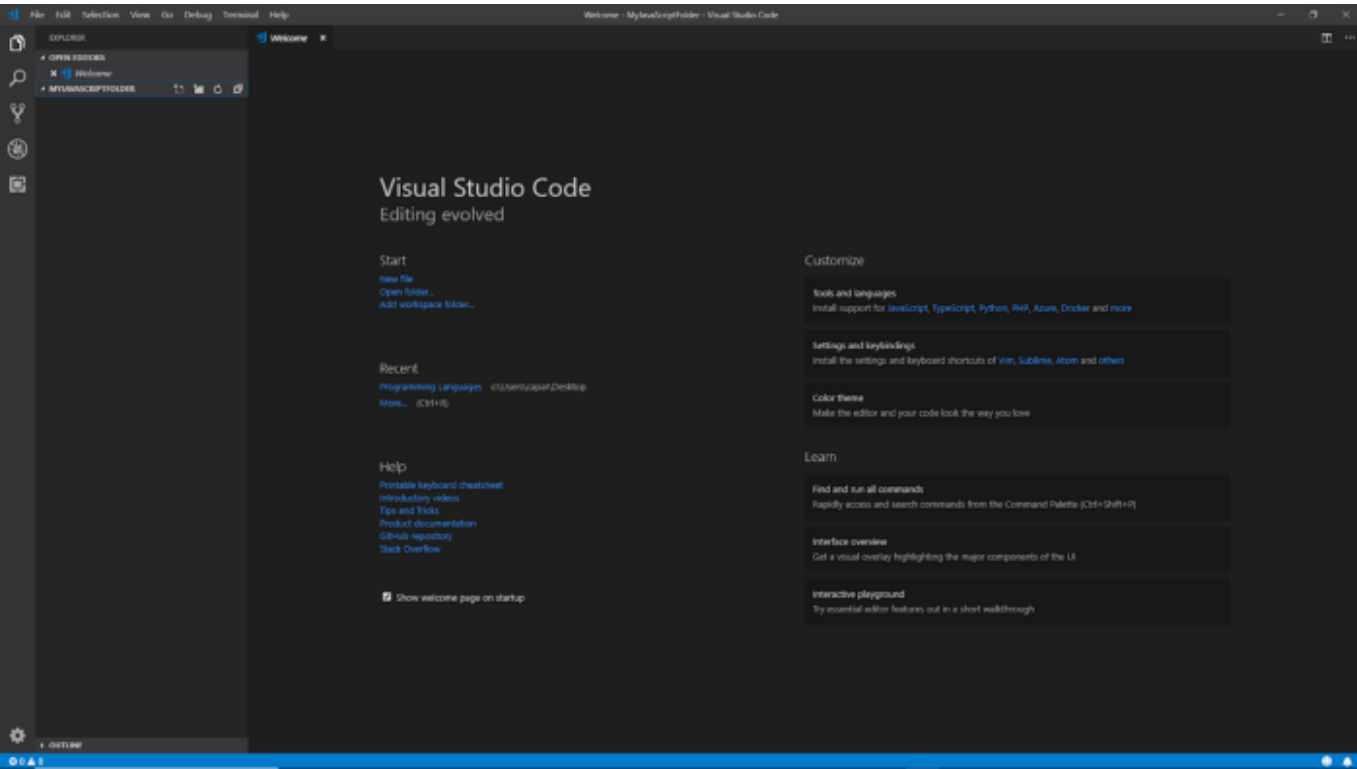 File Edit Selection View Go Debug Terminal Help
Welcome - MyJavaScriptFolder - Visual Studio Code
EXPLORER
Welcome
OPEN EDITORS
Welcome
MYJAVASCRIPTFOLDER
Visual Studio Code
Editing evolved
Start
New file
Open folder...
Add workspace folder...
Recent
Programming Languages
More... (Ctrl+R)
Help
Printable keyboard cheatsheet
Introductory videos
Tips and Tricks
Product documentation
GitHub repository
Stack Overflow
Show welcome page on startup
Customize
Tools and languages
Install support for JavaScript, TypeScript, Python, PHP, Azure, Docker and more
Settings and keybindings
Install the settings and keyboard shortcuts of Vim, Sublime, Atom and others
Color theme
Make the editor and your code look the way you love
Learn
Find and run all commands
Rapidly access and search commands from the Command Palette (Ctrl+Shift+P)
Interface overview
Get a visual overlay highlighting the major components of the UI
Interactive playground
Try essential editor features out in a short walkthrough
OUTLINE
0 0